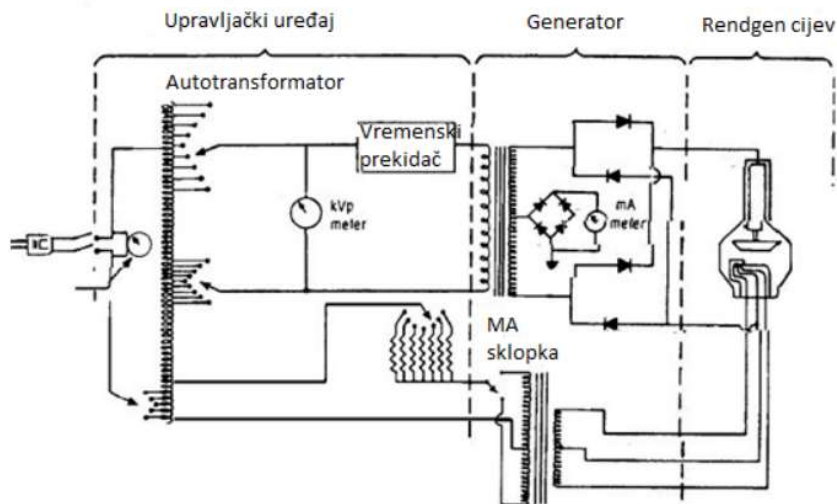 Upravljački uređaj
Generator
Rendgen cijev
Autotransformator
Vremenski
prekidač
kVp
meter
mA
meter
MA
sklopka